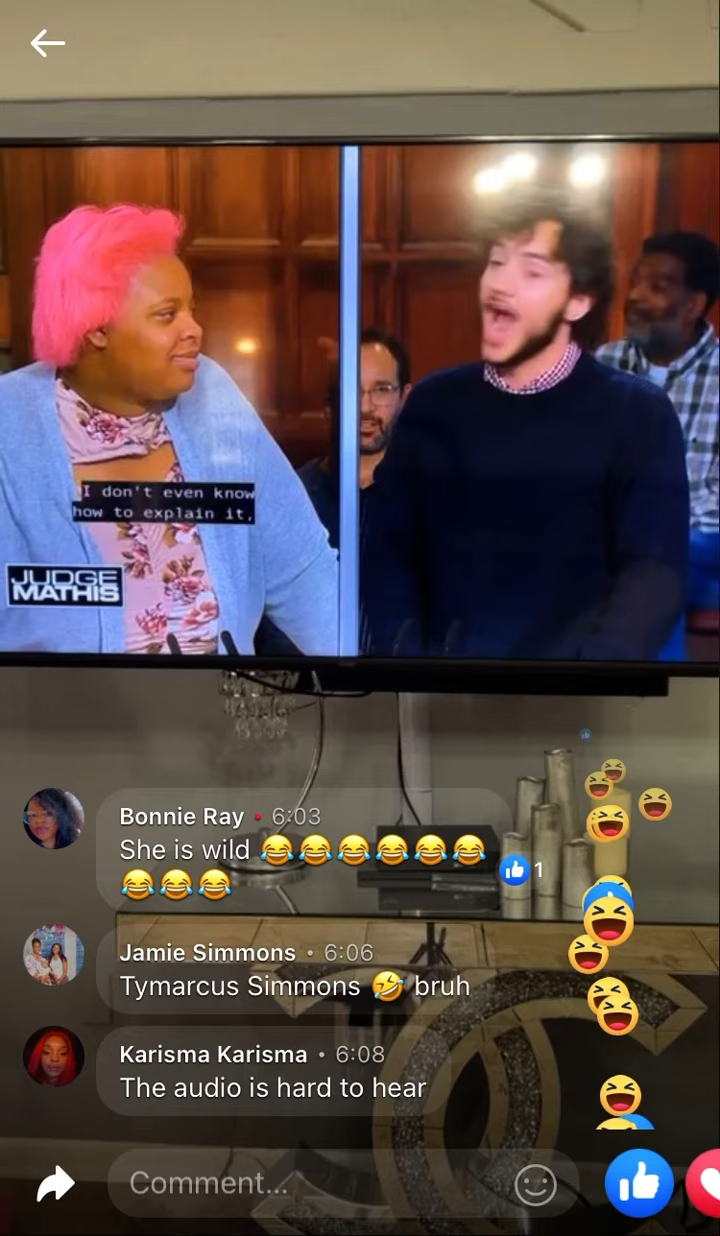 I don't even know
how to explain it,
JUDGE
MATHIS
Bonnie Ray • 6:03
She is wild 😂😂😂😂😂😂
😂😂😂
1
Jamie Simmons • 6:06
Tymarcus Simmons 🤣 bruh
Karisma Karisma • 6:08
The audio is hard to hear
Comment...